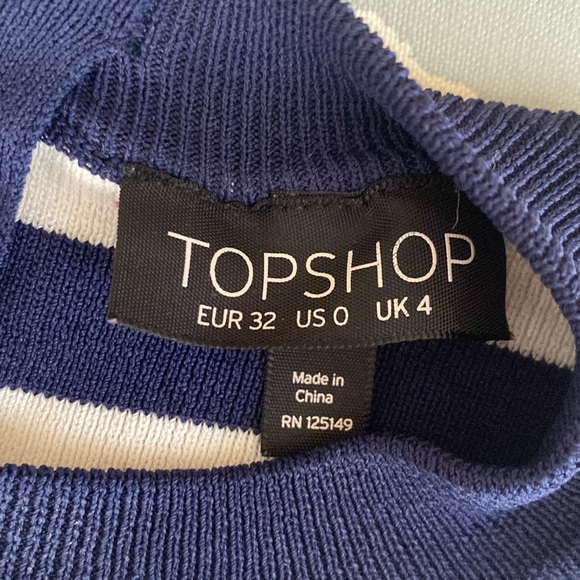 TOPSHOP
EUR 32 US 0 UK 4
Made in
China
RN 125149